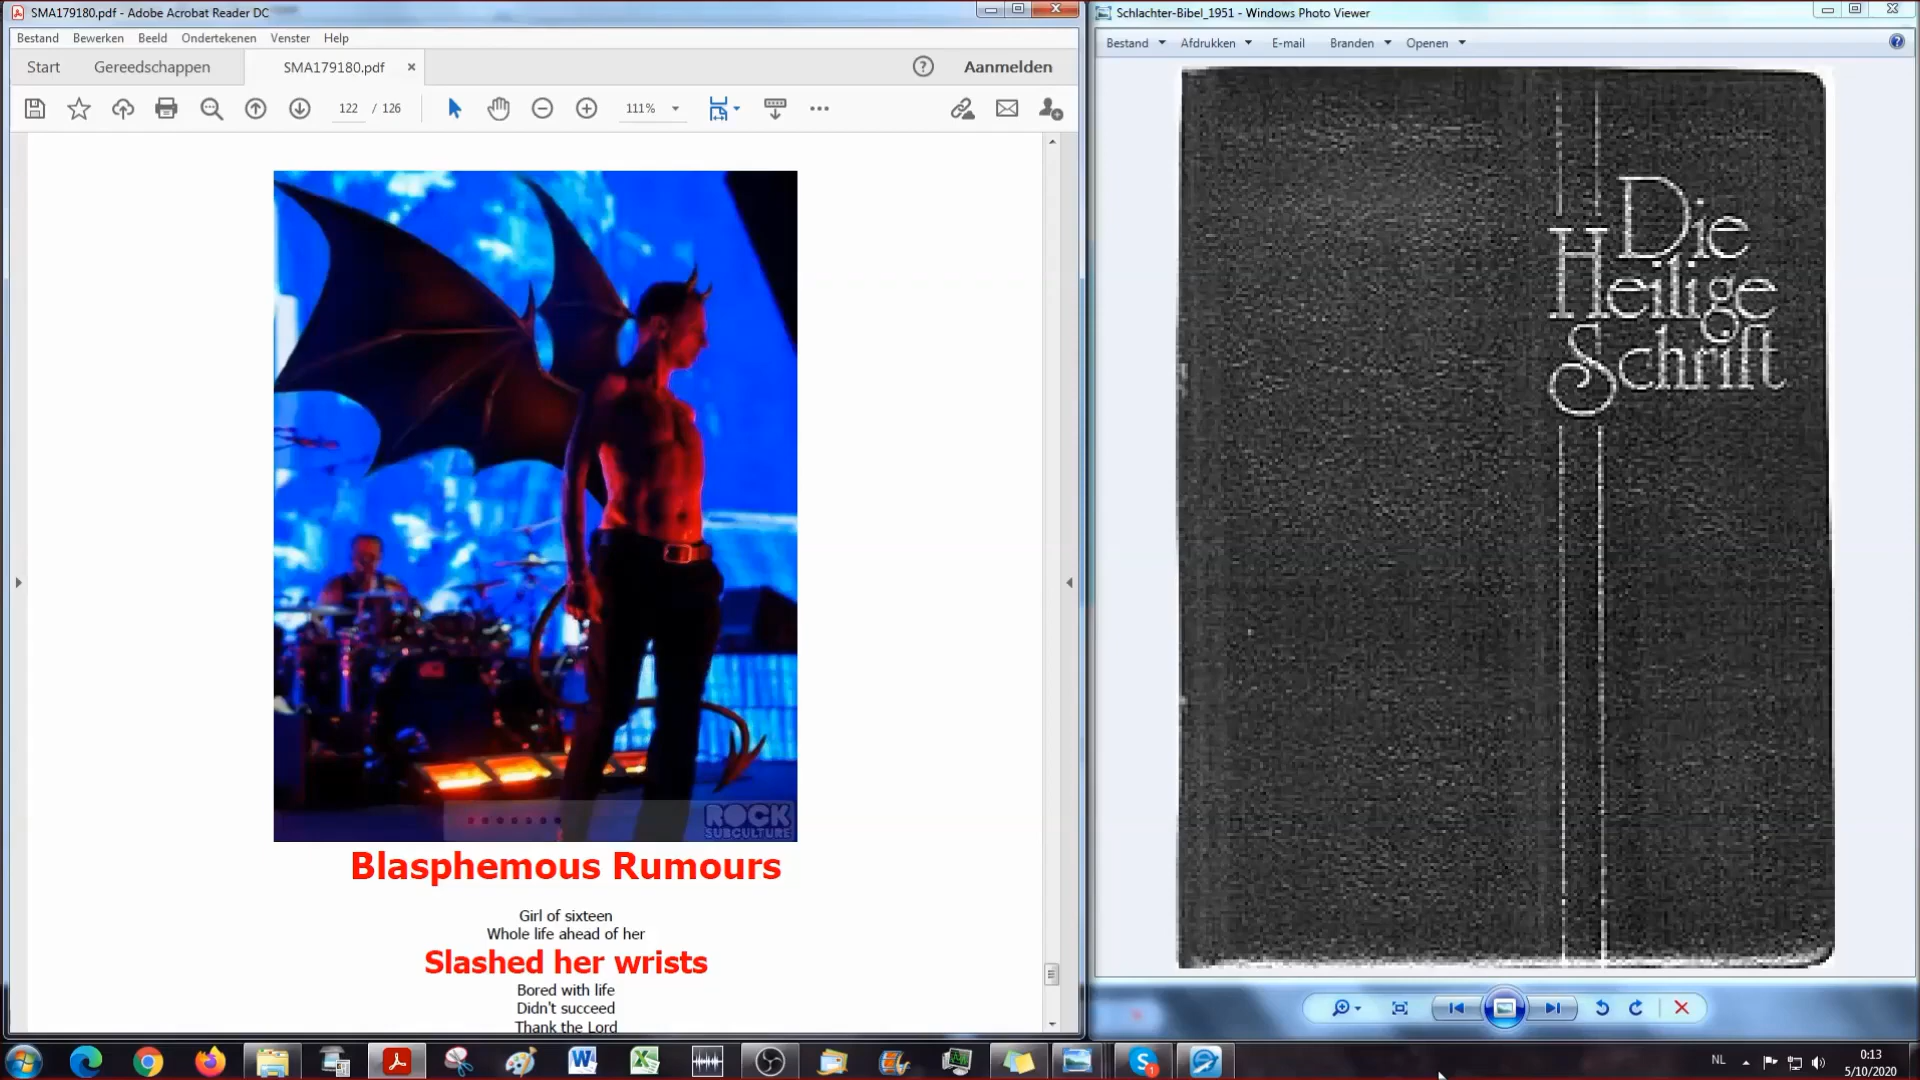 SMA179180.pdf - Adobe Acrobat Reader DC
Bestand Bewerken Beeld Ondertekenen Venster Help
Start Gereedschappen SMA179180.pdf Aanmelden
122 / 126 111%
ROCK
SUBCULTURE
Blasphemous Rumours
Girl of sixteen
Whole life ahead of her
Slashed her wrists
Bored with life
Didn't succeed
Thank the Lord
Schlachter-Bibel_1951 - Windows Photo Viewer
Bestand Afdrukken E-mail Branden Openen
Die
Heilige
Schrift
NL
0:13
5/10/2020